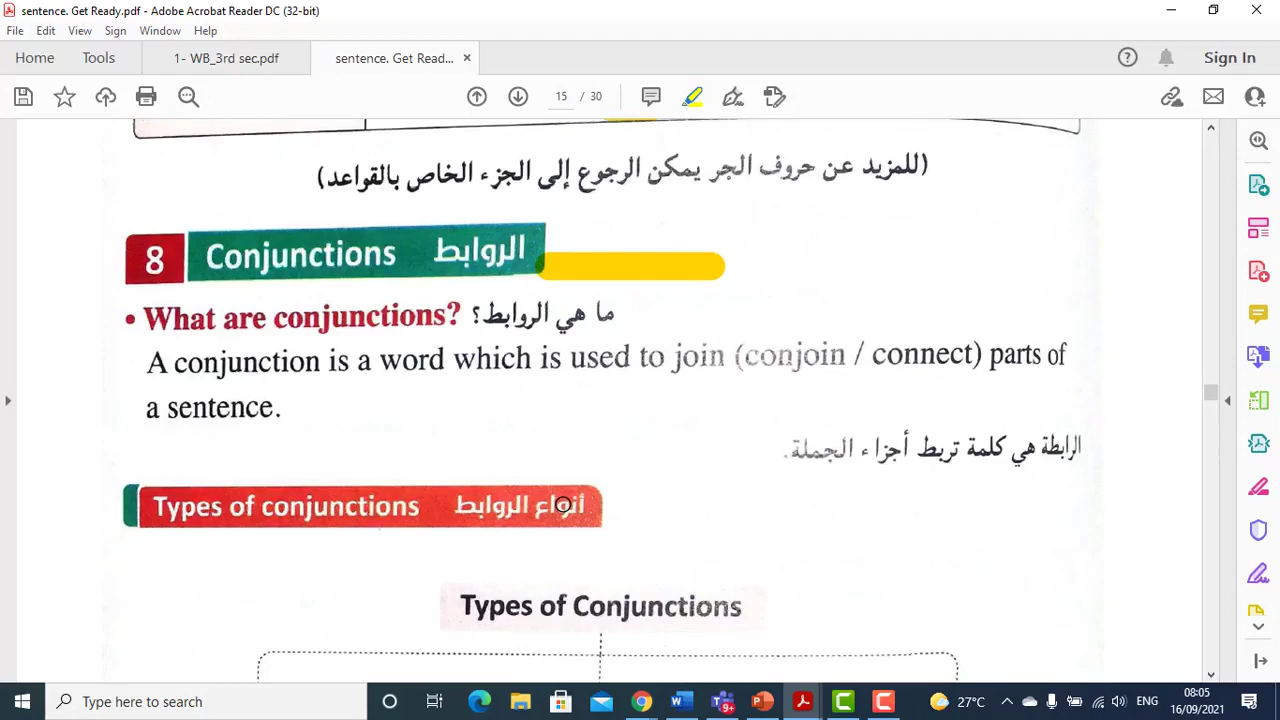 sentence. Get Ready.pdf - Adobe Acrobat Reader DC (32-bit)
File Edit View Sign Window Help
Home Tools 1- WB_3rd sec.pdf sentence. Get Read... × Sign In
15 / 30
(للمزيد عن حروف الجر يمكن الرجوع إلى الجزء الخاص بالقواعد)
8 Conjunctions الروابط
• What are conjunctions? ما هي الروابط؟
A conjunction is a word which is used to join (conjoin / connect) parts of
a sentence.
الرابطة هي كلمة تربط أجزاء الجملة.
Types of conjunctions أنواع الروابط
Types of Conjunctions
Type here to search 9+ 27°C ENG 08:05
16/09/2021